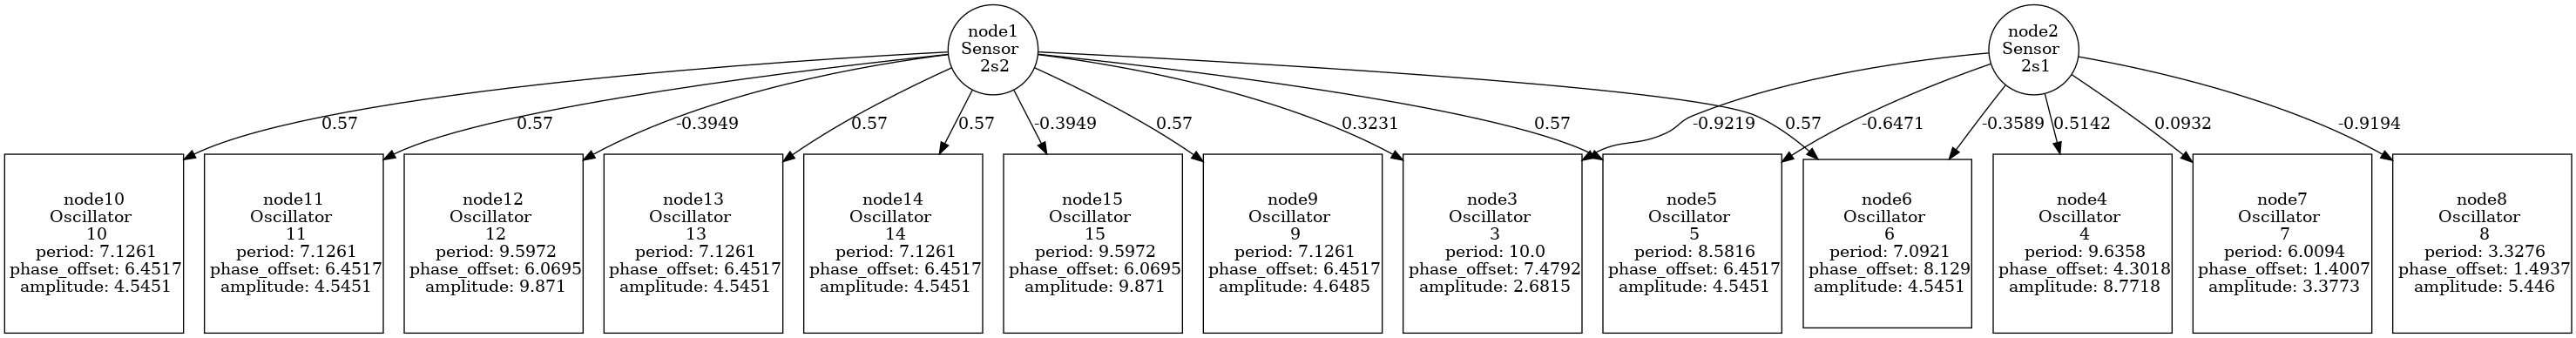 node1
Sensor
2s2
node2
Sensor
2s1
0.57
0.57
-0.3949
0.57
0.57
-0.3949
0.57
0.3231
0.57
-0.9219
0.57
-0.6471
-0.3589
0.5142
0.0932
-0.9194
node10
Oscillator
10
period: 7.1261
phase_offset: 6.4517
amplitude: 4.5451
node11
Oscillator
11
period: 7.1261
phase_offset: 6.4517
amplitude: 4.5451
node12
Oscillator
12
period: 9.5972
phase_offset: 6.0695
amplitude: 9.871
node13
Oscillator
13
period: 7.1261
phase_offset: 6.4517
amplitude: 4.5451
node14
Oscillator
14
period: 7.1261
phase_offset: 6.4517
amplitude: 4.5451
node15
Oscillator
15
period: 9.5972
phase_offset: 6.0695
amplitude: 9.871
node9
Oscillator
9
period: 7.1261
phase_offset: 6.4517
amplitude: 4.6485
node3
Oscillator
3
period: 10.0
phase_offset: 7.4792
amplitude: 2.6815
node5
Oscillator
5
period: 8.5816
phase_offset: 6.4517
amplitude: 4.5451
node6
Oscillator
6
period: 7.0921
phase_offset: 8.129
amplitude: 4.5451
node4
Oscillator
4
period: 9.6358
phase_offset: 4.3018
amplitude: 8.7718
node7
Oscillator
7
period: 6.0094
phase_offset: 1.4007
amplitude: 3.3773
node8
Oscillator
8
period: 3.3276
phase_offset: 1.4937
amplitude: 5.446